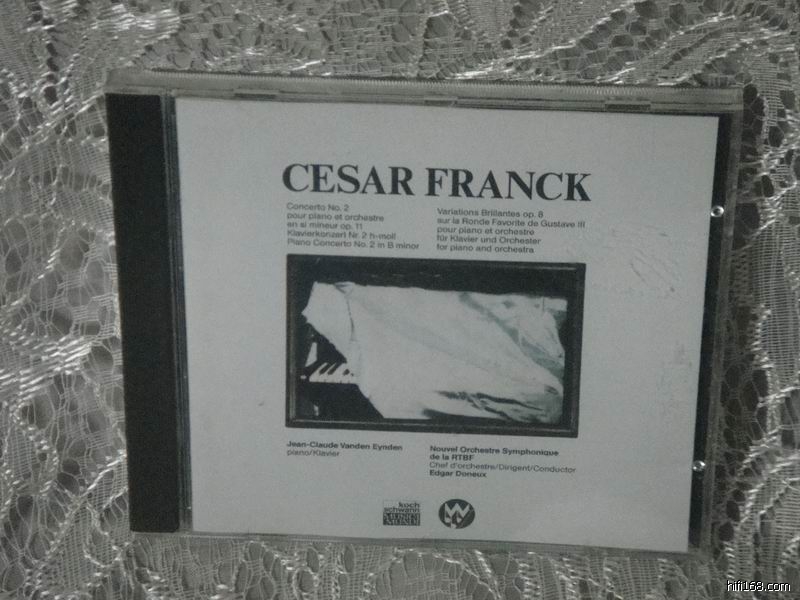 CESAR FRANCK
Concerto No. 2
pour piano et orchestre
en si mineur op. 11
Klavierkonzert Nr. 2 h-moll
Piano Concerto No. 2 in B minor
Variations Brillantes op. 8
sur la Ronde Favorite de Gustave III
pour piano et orchestre
für Klavier und Orchester
for piano and orchestra
Jean-Claude Vanden Eynden
piano/Klavier
Nouvel Orchestre Symphonique
de la RTBF
Chef d'orchestre/Dirigent/Conductor
Edgar Doneux
koch
schwann
MUSICA
MUNDI
hifi168.com